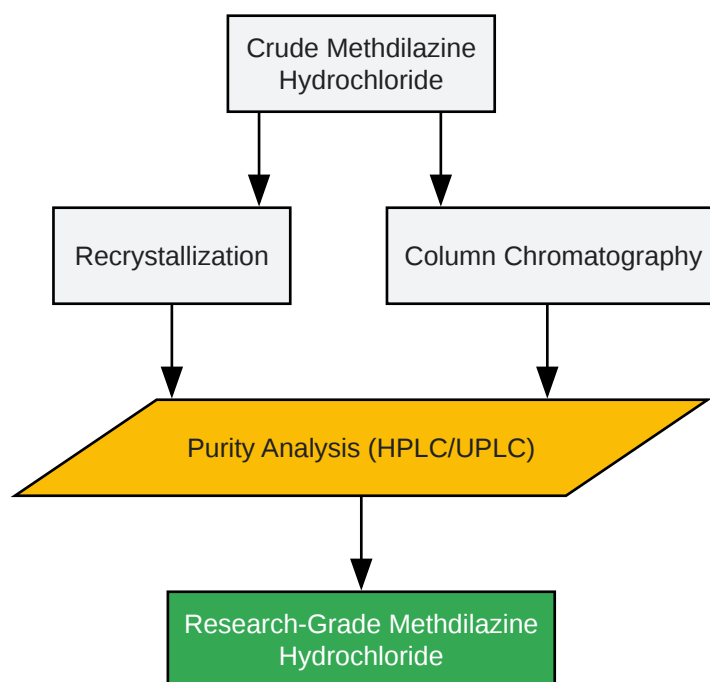 Crude Methdilazine
Hydrochloride
Recrystallization
Column Chromatography
Purity Analysis (HPLC/UPLC)
Research-Grade Methdilazine
Hydrochloride